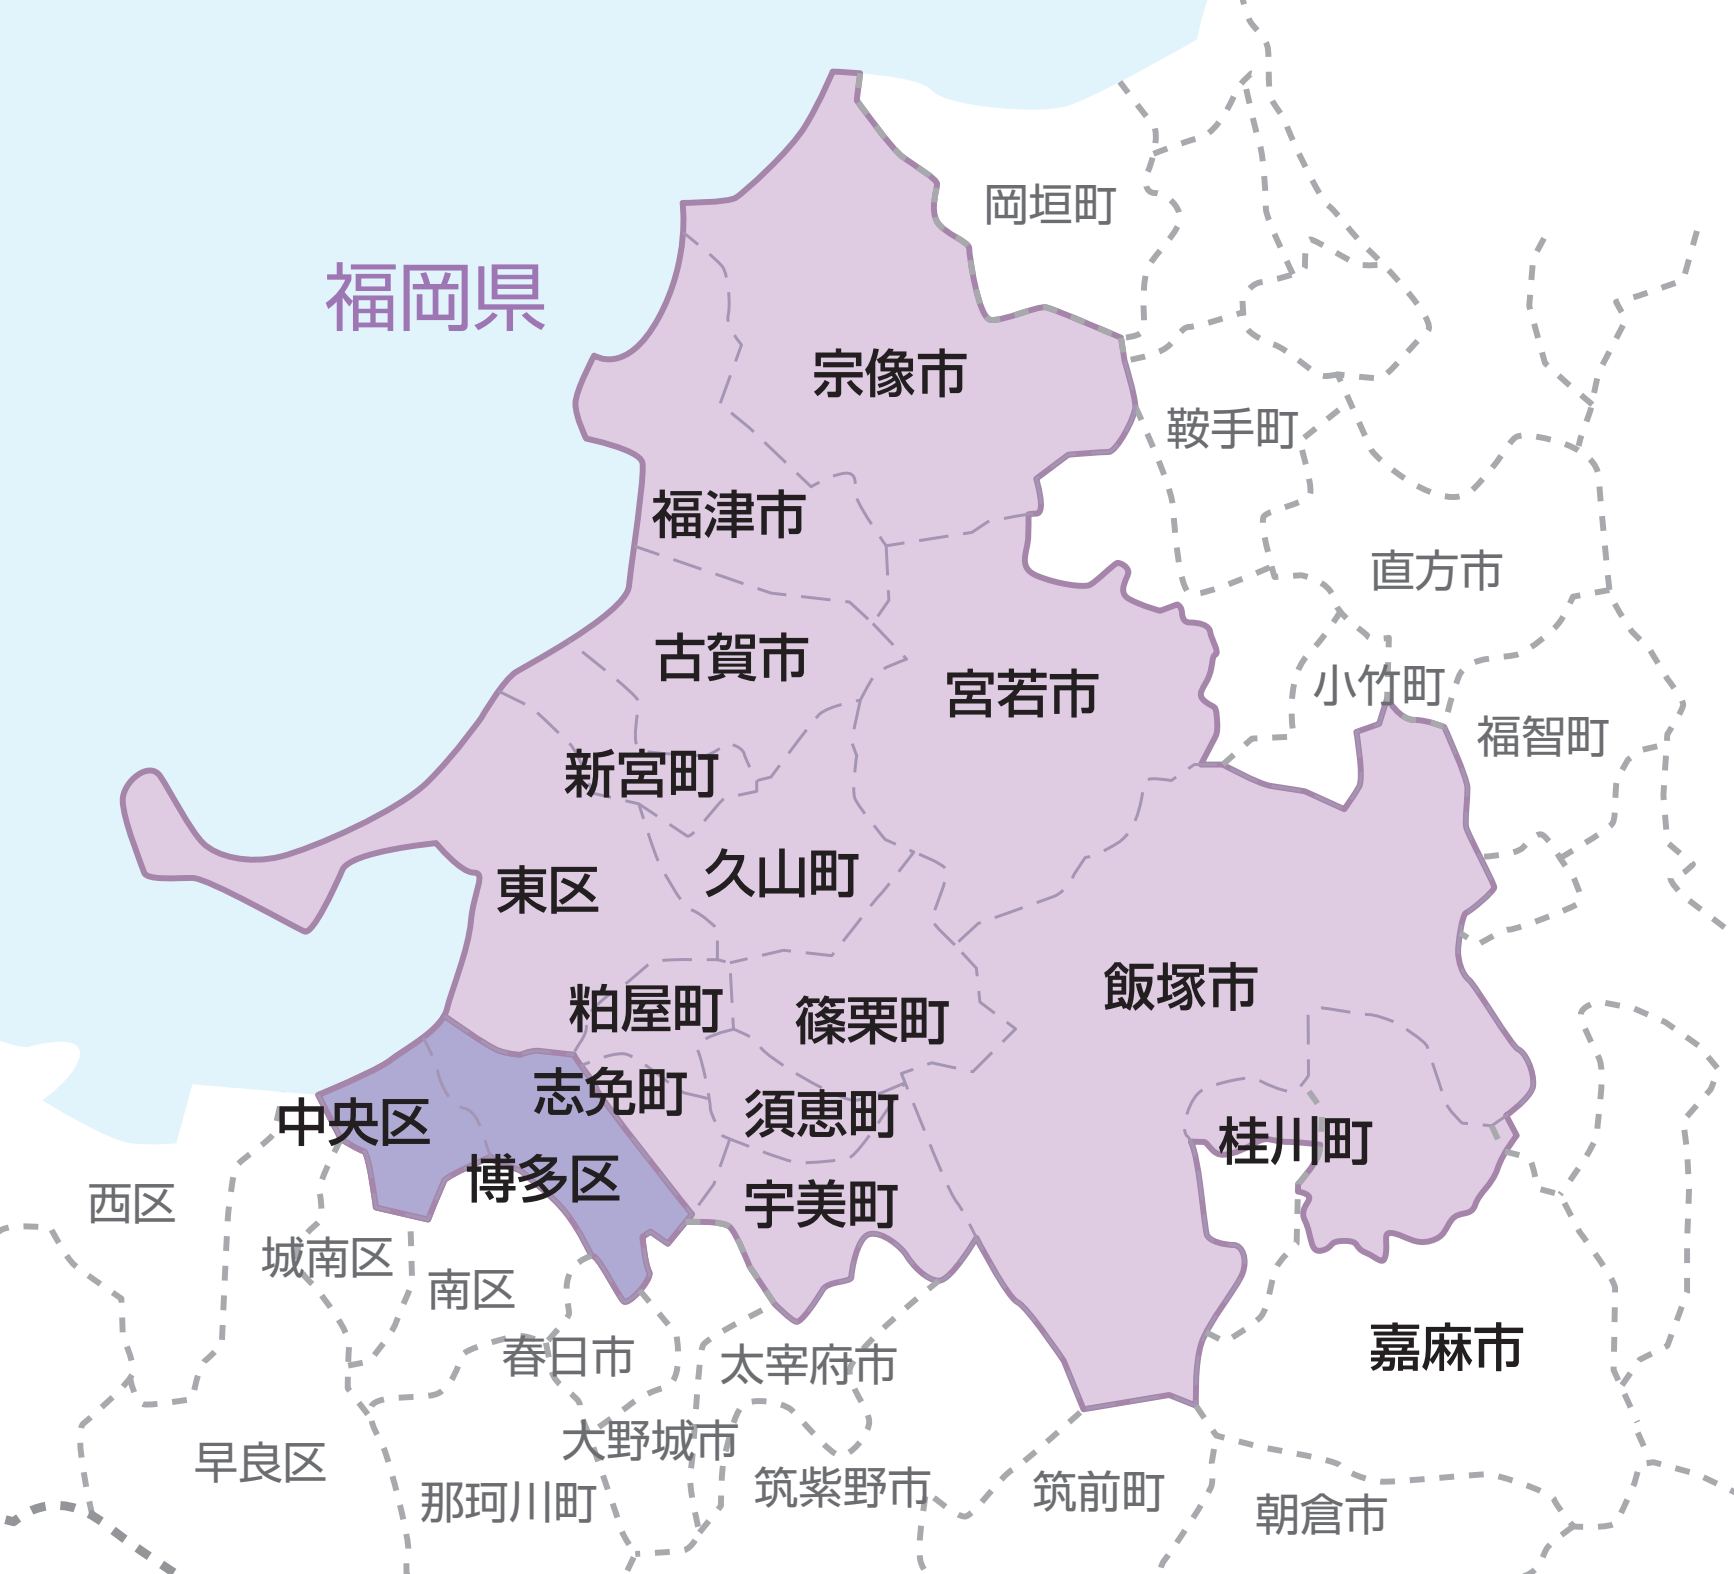 岡垣町
福岡県
宗像市
鞍手町
福津市
直方市
古賀市
宮若市
小竹町
福智町
新宮町
久山町
東区
飯塚市
粕屋町
篠栗町
志免町
須恵町
中央区
桂川町
博多区
西区
宇美町
城南区
南区
嘉麻市
春日市
太宰府市
大野城市
早良区
筑紫野市
筑前町
那珂川町
朝倉市